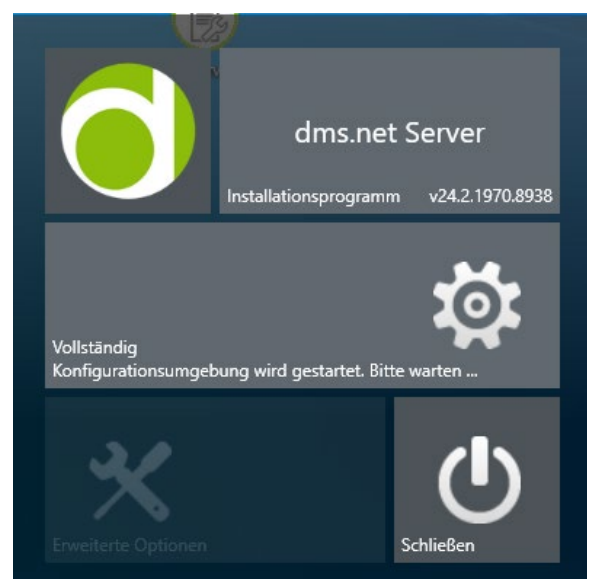 dms.net Server
Installationsprogramm v24.2.1970.8938
Vollständig
Konfigurationsumgebung wird gestartet. Bitte warten ...
Erweiterte Optionen
Schließen